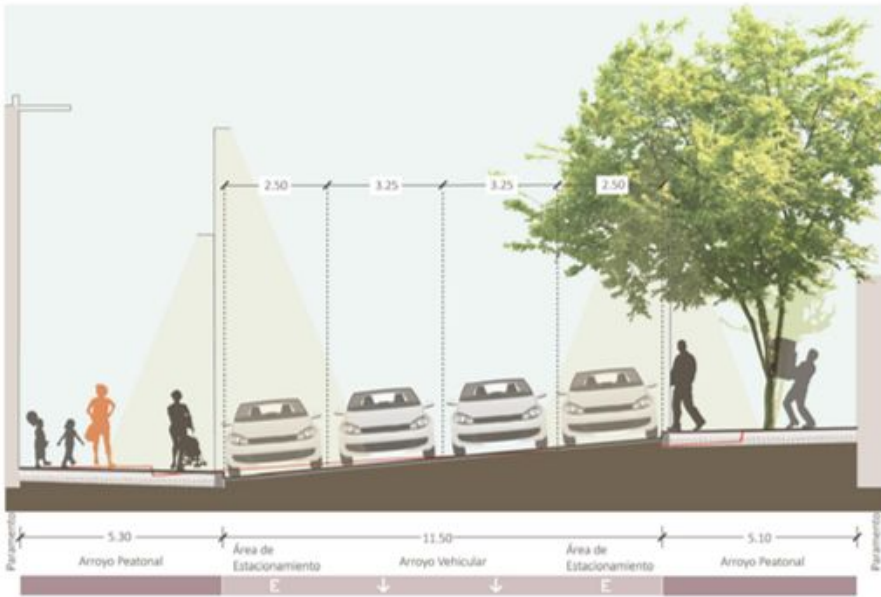 2.50 3.25 3.25 2.50
5.30 11.50 5.10
Paramento
Arroyo Peatonal
Área de
Estacionamiento
Arroyo Vehicular
Área de
Estacionamiento
Arroyo Peatonal
Paramento
E ↓ ↓ E